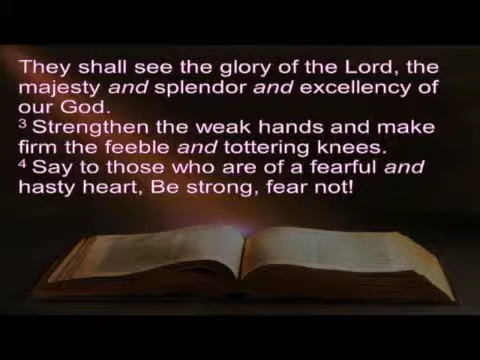 They shall see the glory of the Lord, the
majesty and splendor and excellency of
our God.
3 Strengthen the weak hands and make
firm the feeble and tottering knees.
4 Say to those who are of a fearful and
hasty heart, Be strong, fear not!